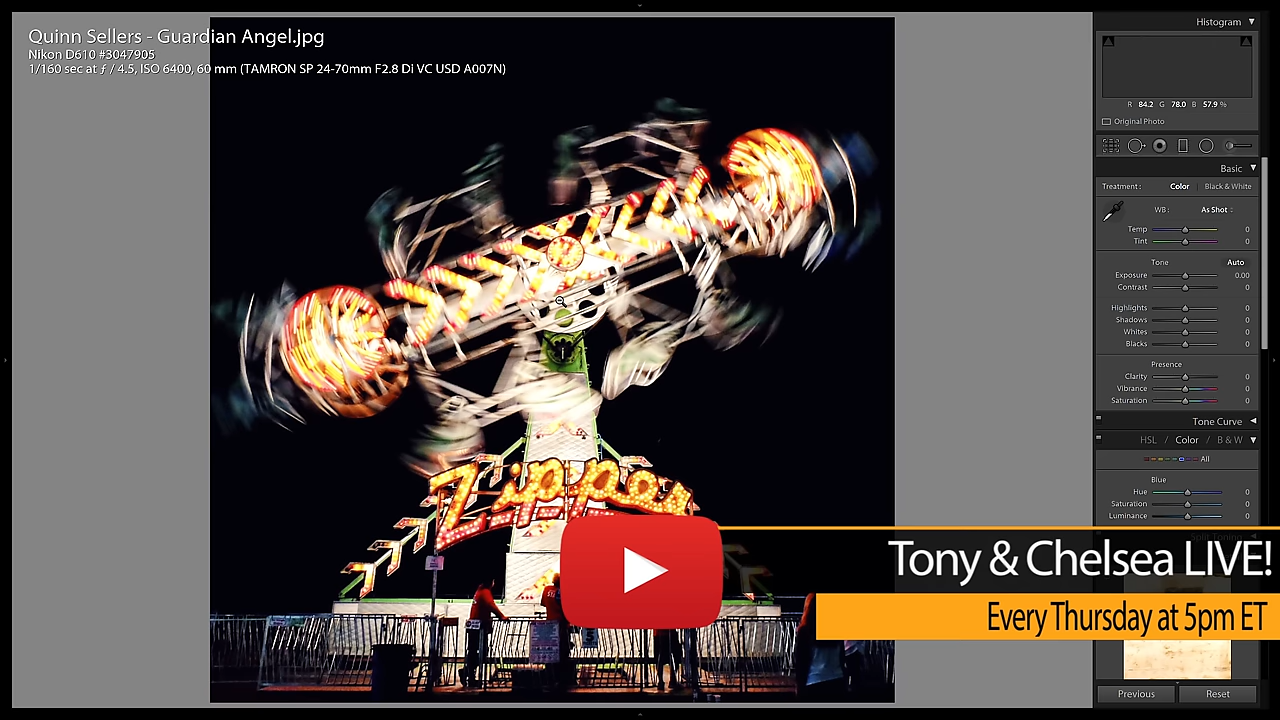 Quinn Sellers - Guardian Angel.jpg
Nikon D610 #3047905
1/160 sec at ƒ / 4.5, ISO 6400, 60 mm (TAMRON SP 24-70mm F2.8 Di VC USD A007N)
Histogram
R 84.2 G 78.0 B 57.9 %
Original Photo
Basic
Treatment : Color Black & White
WB : As Shot
Temp 0
Tint 0
Tone Auto
Exposure 0.00
Contrast 0
Highlights 0
Shadows 0
Whites 0
Blacks 0
Presence
Clarity 0
Vibrance 0
Saturation 0
Tone Curve
HSL / Color / B & W
All
Blue
Hue 0
Saturation 0
Luminance 0
Split Toning
Zipper
Tony & Chelsea LIVE!
Every Thursday at 5pm ET
Previous
Reset